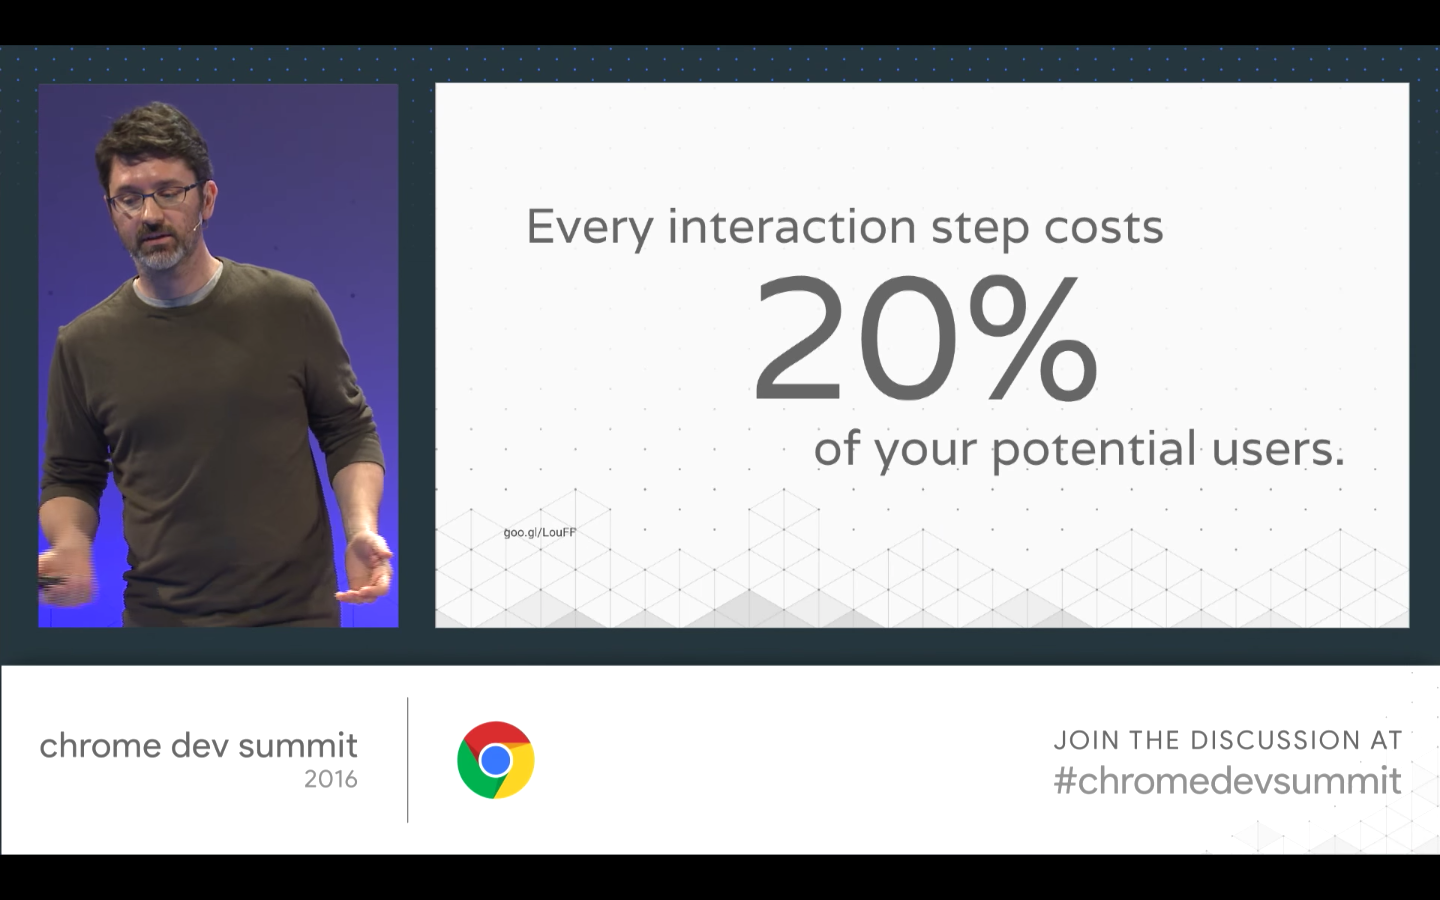 Every interaction step costs
20%
of your potential users.
goo.gl/LouFF
chrome dev summit
2016
JOIN THE DISCUSSION AT
#chromedevsummit